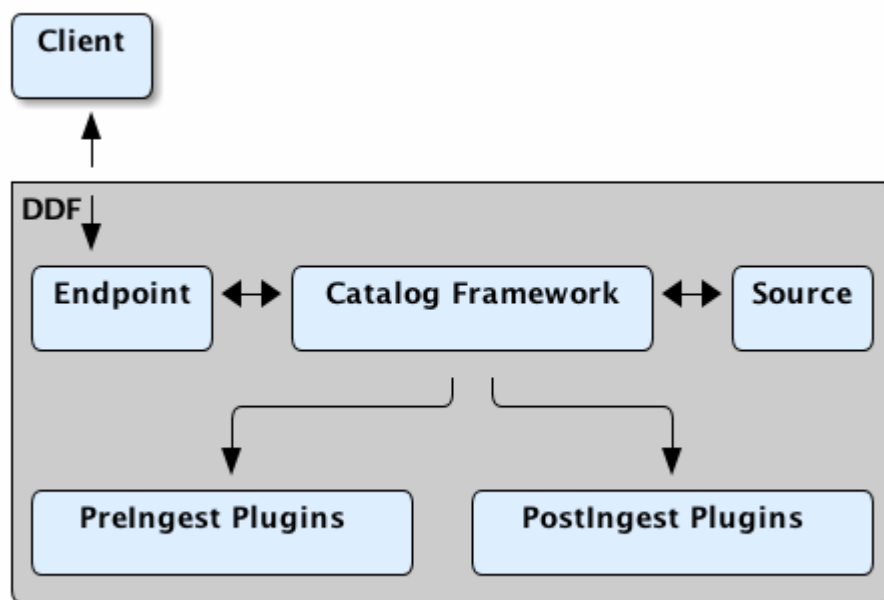 Client
DDF
Endpoint
Catalog Framework
Source
PreIngest Plugins
PostIngest Plugins